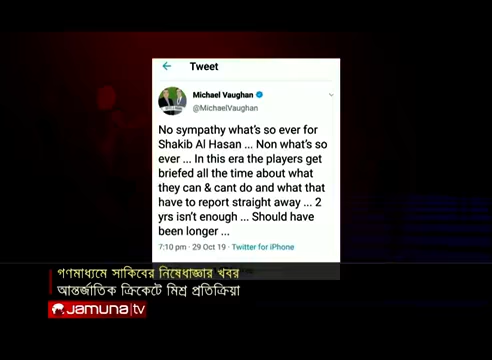 Tweet
Michael Vaughan
@MichaelVaughan
No sympathy what's so ever for
Shakib Al Hasan ... Non what's so
ever ... In this era the players get
briefed all the time about what
they can & cant do and what that
have to report straight away ... 2
yrs isn't enough ... Should have
been longer ...
7:10 pm · 29 Oct 19 · Twitter for iPhone
গণমাধ্যমে সাকিবের নিষেধাজ্ঞার খবর
আন্তর্জাতিক ক্রিকেটে মিশ্র প্রতিক্রিয়া
jamuna tv